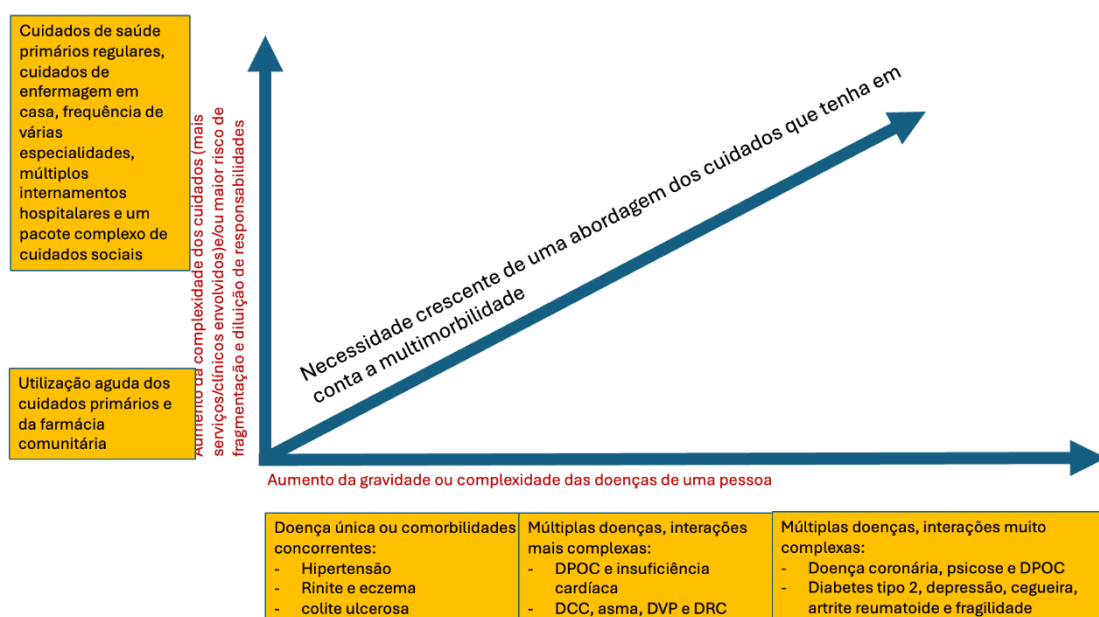 Cuidados de saúde
primários regulares,
cuidados de
enfermagem em
casa, frequência de
várias
especialidades,
múltiplos
internamentos
hospitalares e um
pacote complexo de
cuidados sociais
Utilização aguda dos
cuidados primários e
da farmácia
comunitária
Aumento da complexidade dos cuidados (mais
serviços/clínicos envolvidos)e/ou maior risco de
fragmentação e diluição de responsabilidades
Necessidade crescente de uma abordagem dos cuidados que tenha em
conta a multimorbilidade
Aumento da gravidade ou complexidade das doenças de uma pessoa
Doença única ou comorbilidades
concorrentes:
- Hipertensão
- Rinite e eczema
- colite ulcerosa
Múltiplas doenças, interações
mais complexas:
- DPOC e insuficiência
cardíaca
- DCC, asma, DVP e DRC
Múltiplas doenças, interações muito
complexas:
- Doença coronária, psicose e DPOC
- Diabetes tipo 2, depressão, cegueira,
artrite reumatoide e fragilidade